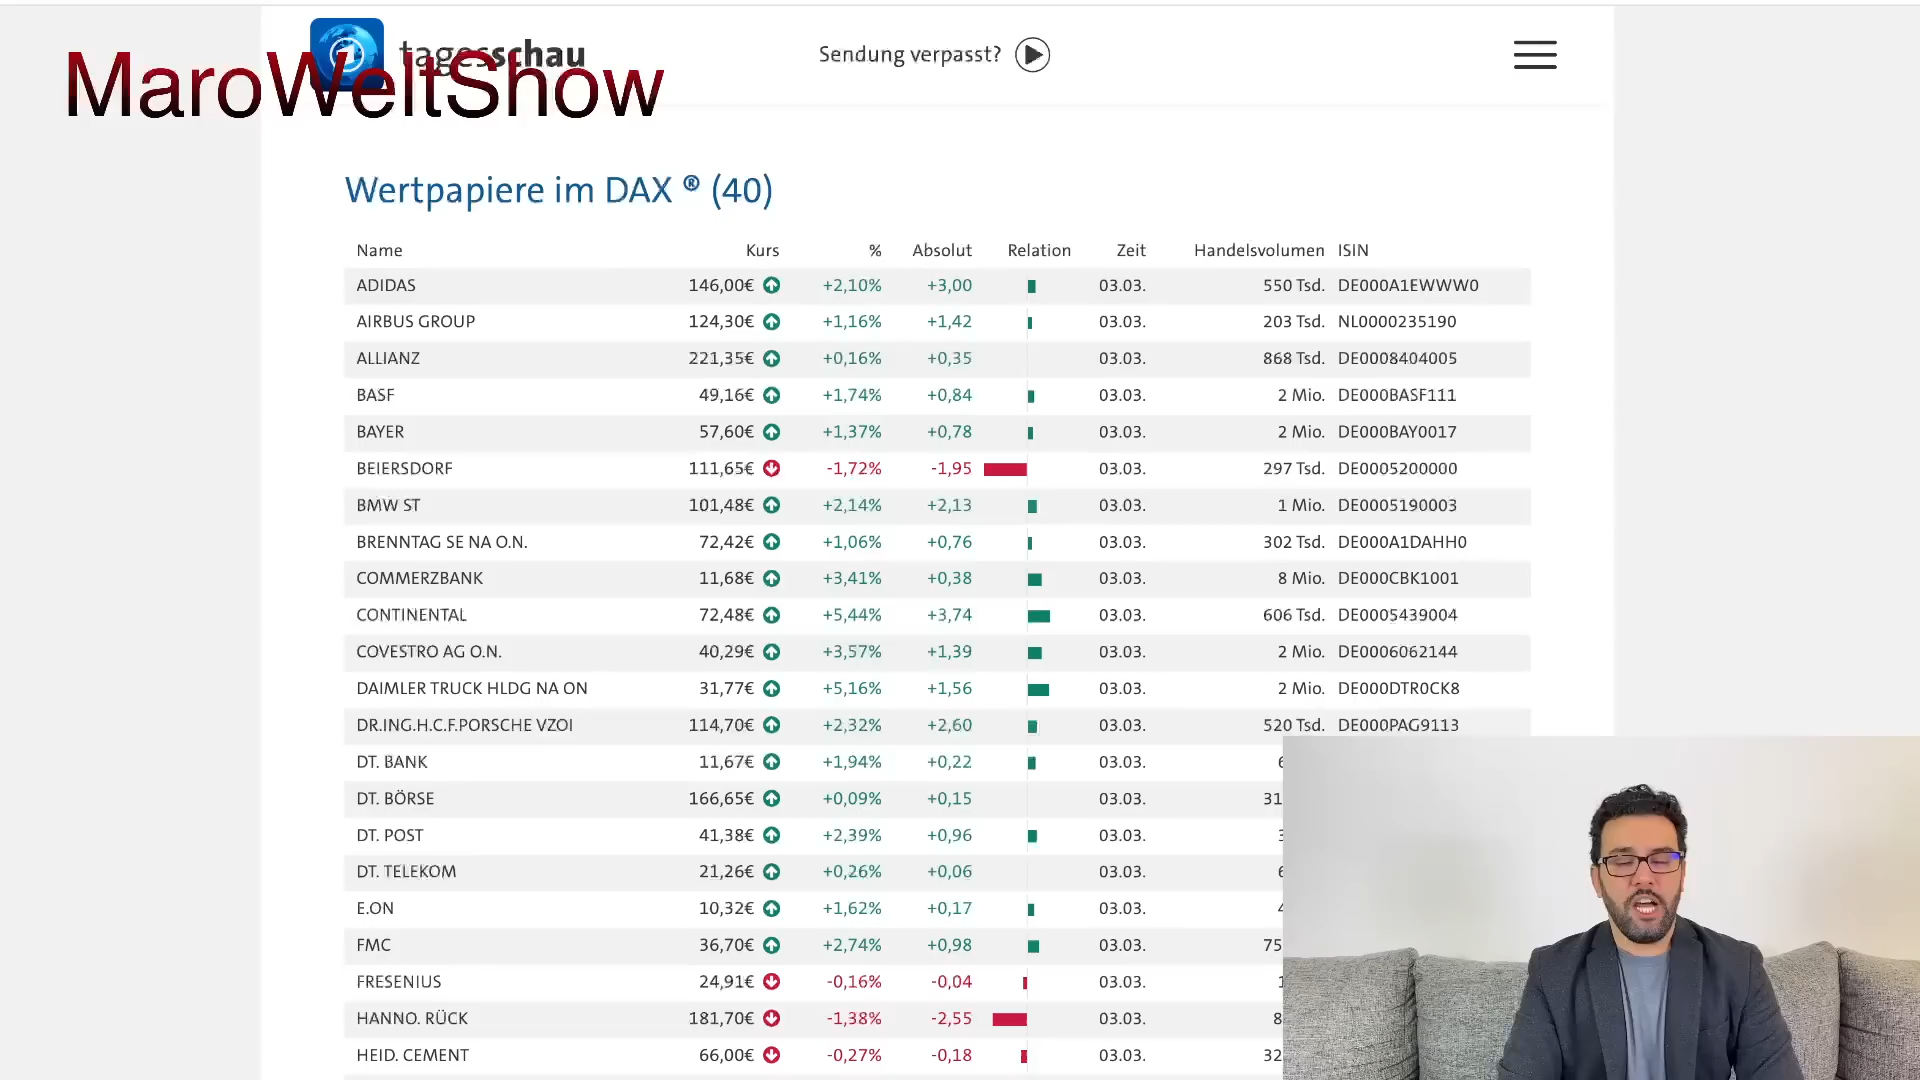 tagesschau
MaroWeltShow
Sendung verpasst?
Wertpapiere im DAX ® (40)
Name Kurs % Absolut Relation Zeit Handelsvolumen ISIN
ADIDAS 146,00€ +2,10% +3,00 03.03. 550 Tsd. DE000A1EWWW0
AIRBUS GROUP 124,30€ +1,16% +1,42 03.03. 203 Tsd. NL0000235190
ALLIANZ 221,35€ +0,16% +0,35 03.03. 868 Tsd. DE0008404005
BASF 49,16€ +1,74% +0,84 03.03. 2 Mio. DE000BASF111
BAYER 57,60€ +1,37% +0,78 03.03. 2 Mio. DE000BAY0017
BEIERSDORF 111,65€ -1,72% -1,95 03.03. 297 Tsd. DE0005200000
BMW ST 101,48€ +2,14% +2,13 03.03. 1 Mio. DE0005190003
BRENNTAG SE NA O.N. 72,42€ +1,06% +0,76 03.03. 302 Tsd. DE000A1DAHH0
COMMERZBANK 11,68€ +3,41% +0,38 03.03. 8 Mio. DE000CBK1001
CONTINENTAL 72,48€ +5,44% +3,74 03.03. 606 Tsd. DE0005439004
COVESTRO AG O.N. 40,29€ +3,57% +1,39 03.03. 2 Mio. DE0006062144
DAIMLER TRUCK HLDG NA ON 31,77€ +5,16% +1,56 03.03. 2 Mio. DE000DTR0CK8
DR.ING.H.C.F.PORSCHE VZOI 114,70€ +2,32% +2,60 03.03. 520 Tsd. DE000PAG9113
DT. BANK 11,67€ +1,94% +0,22 03.03.
DT. BÖRSE 166,65€ +0,09% +0,15 03.03. 31
DT. POST 41,38€ +2,39% +0,96 03.03.
DT. TELEKOM 21,26€ +0,26% +0,06 03.03.
E.ON 10,32€ +1,62% +0,17 03.03.
FMC 36,70€ +2,74% +0,98 03.03. 75
FRESENIUS 24,91€ -0,16% -0,04 03.03.
HANNO. RÜCK 181,70€ -1,38% -2,55 03.03. 8
HEID. CEMENT 66,00€ -0,27% -0,18 03.03. 32